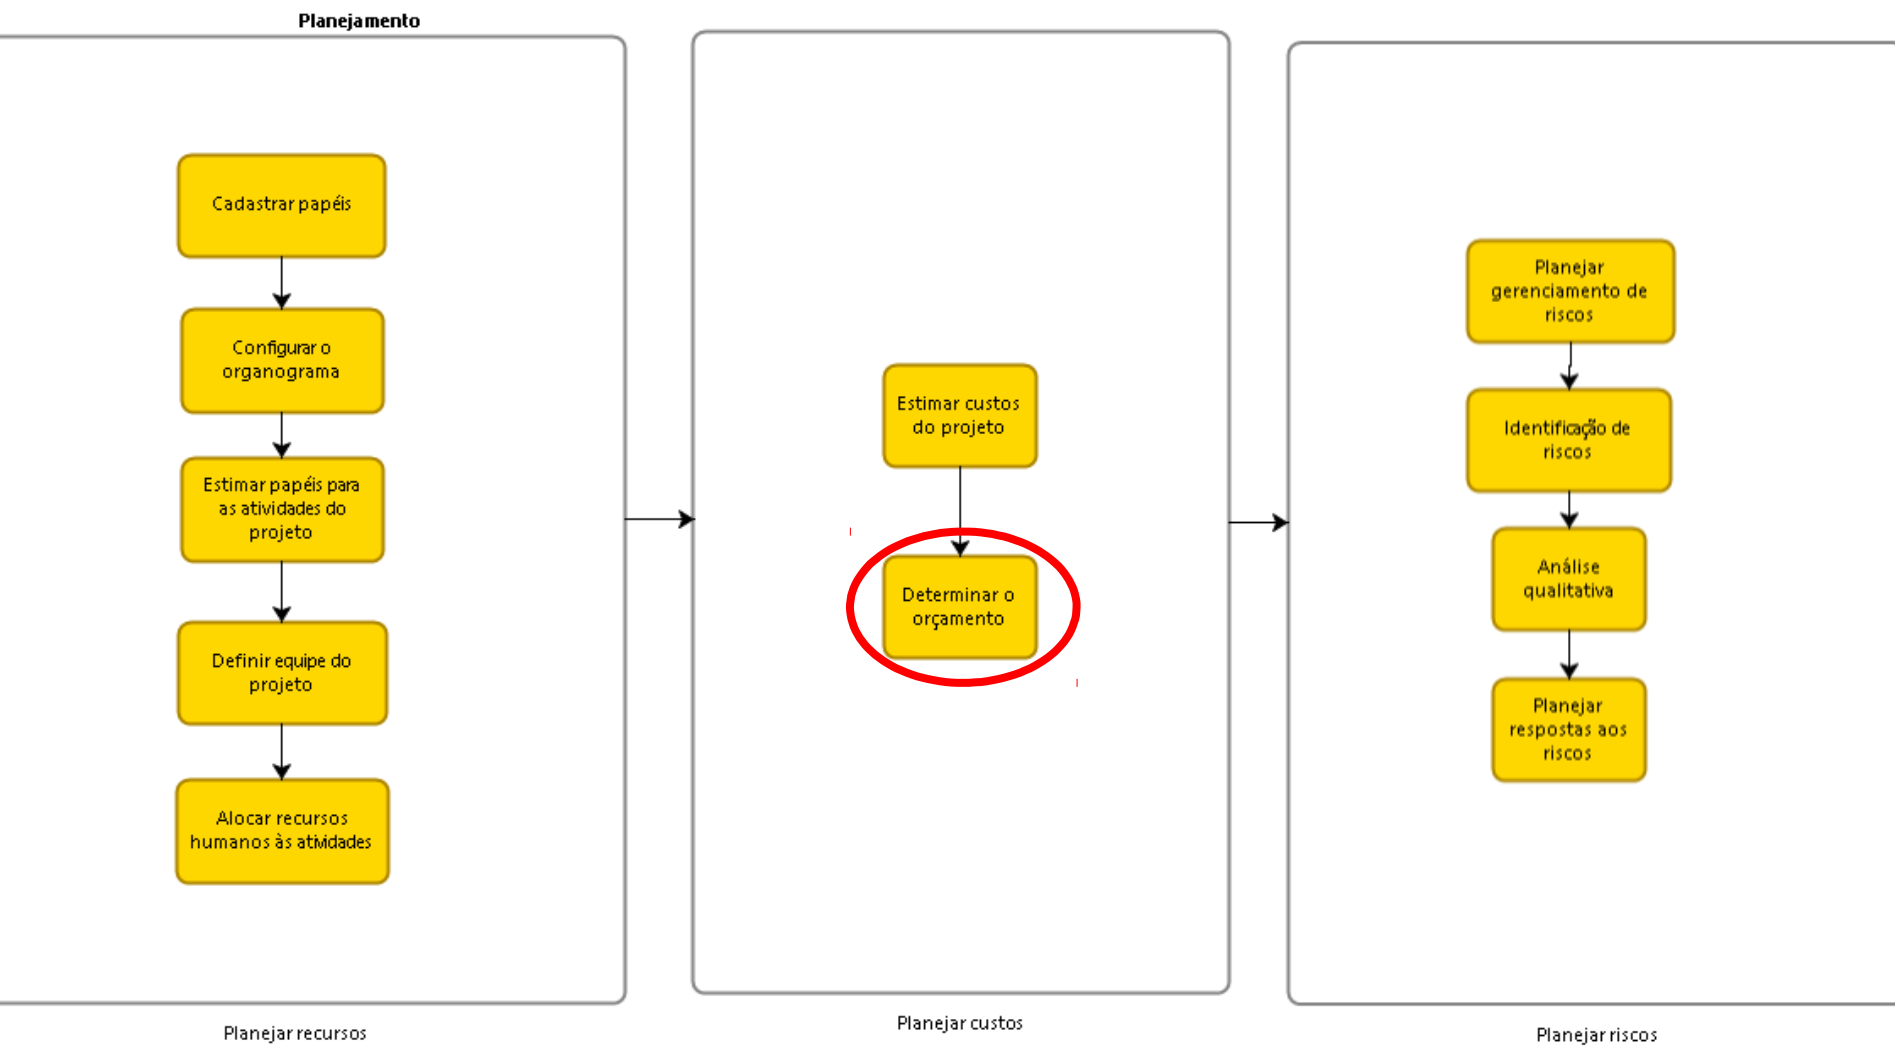 Planejamento
Cadastrar papéis
Configurar o
organograma
Estimar papéis para
as atividades do
projeto
Definir equipe do
projeto
Alocar recursos
humanos às atividades
Planejar recursos
Estimar custos
do projeto
Determinar o
orçamento
Planejar custos
Planejar
gerenciamento de
riscos
Identificação de
riscos
Análise
qualitativa
Planejar
respostas aos
riscos
Planejar riscos